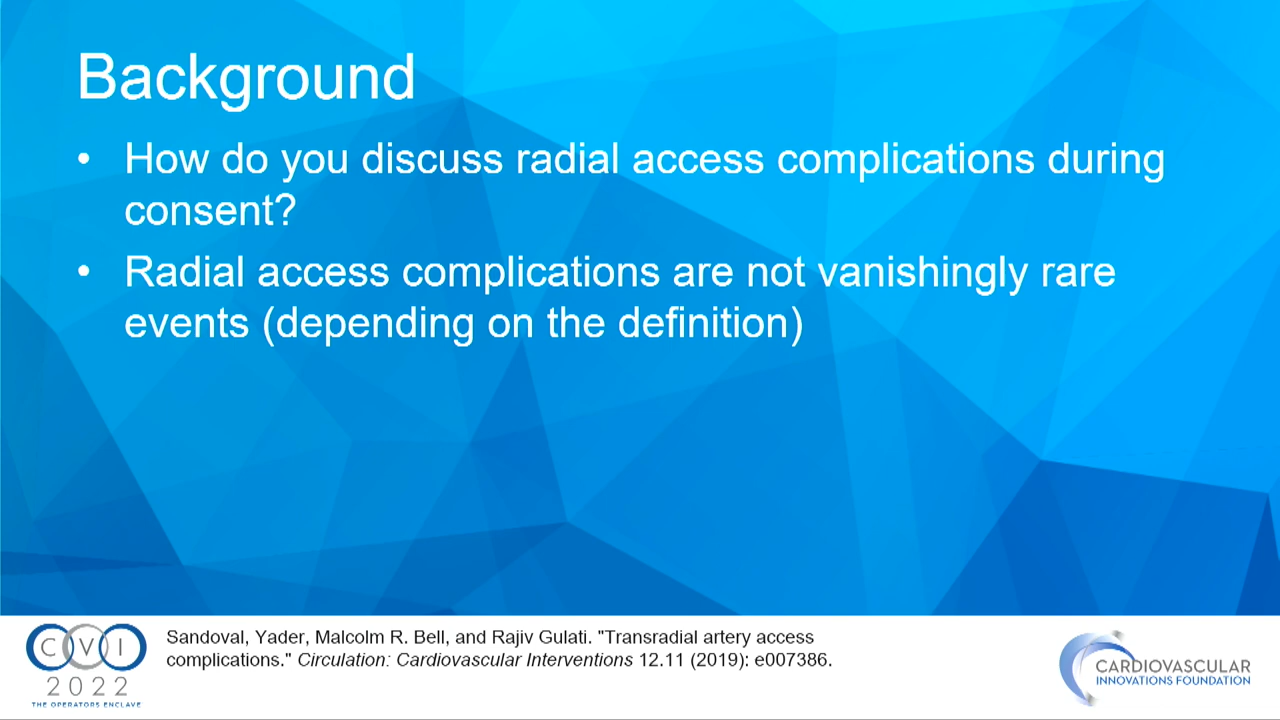 Background
• How do you discuss radial access complications during
consent?
• Radial access complications are not vanishingly rare
events (depending on the definition)
Sandoval, Yader, Malcolm R. Bell, and Rajiv Gulati. "Transradial artery access
complications." Circulation: Cardiovascular Interventions 12.11 (2019): e007386.
CVI
2022
THE OPERATORS ENCLAVE
CARDIOVASCULAR
INNOVATIONS FOUNDATION